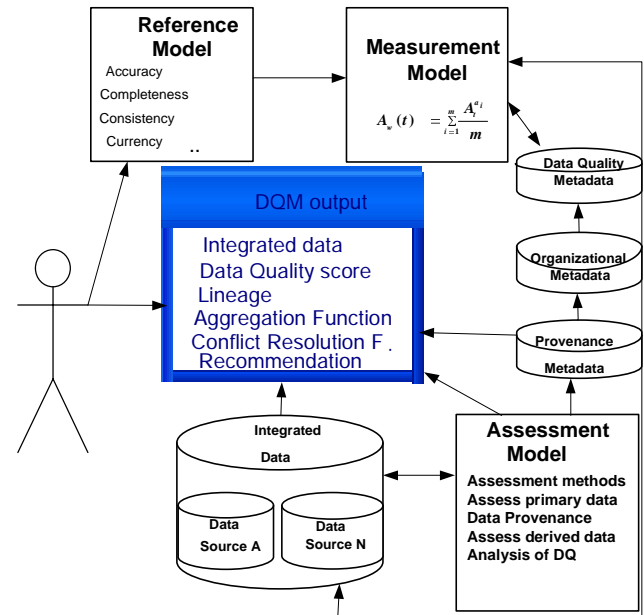 Reference
Model
Accuracy
Completeness
Consistency
Currency ..
Measurement
Model
A_w (t) = \sum_{i=1}^{m} \frac{A_i^{a_i}}{m}
Data Quality
Metadata
DQM output
Integrated data
Data Quality score
Lineage
Aggregation Function
Conflict Resolution F .
Recommendation
Organizational
Metadata
Provenance
Metadata
Integrated
Data
Data
Source A
Data
Source N
Assessment
Model
Assessment methods
Assess primary data
Data Provenance
Assess derived data
Analysis of DQ